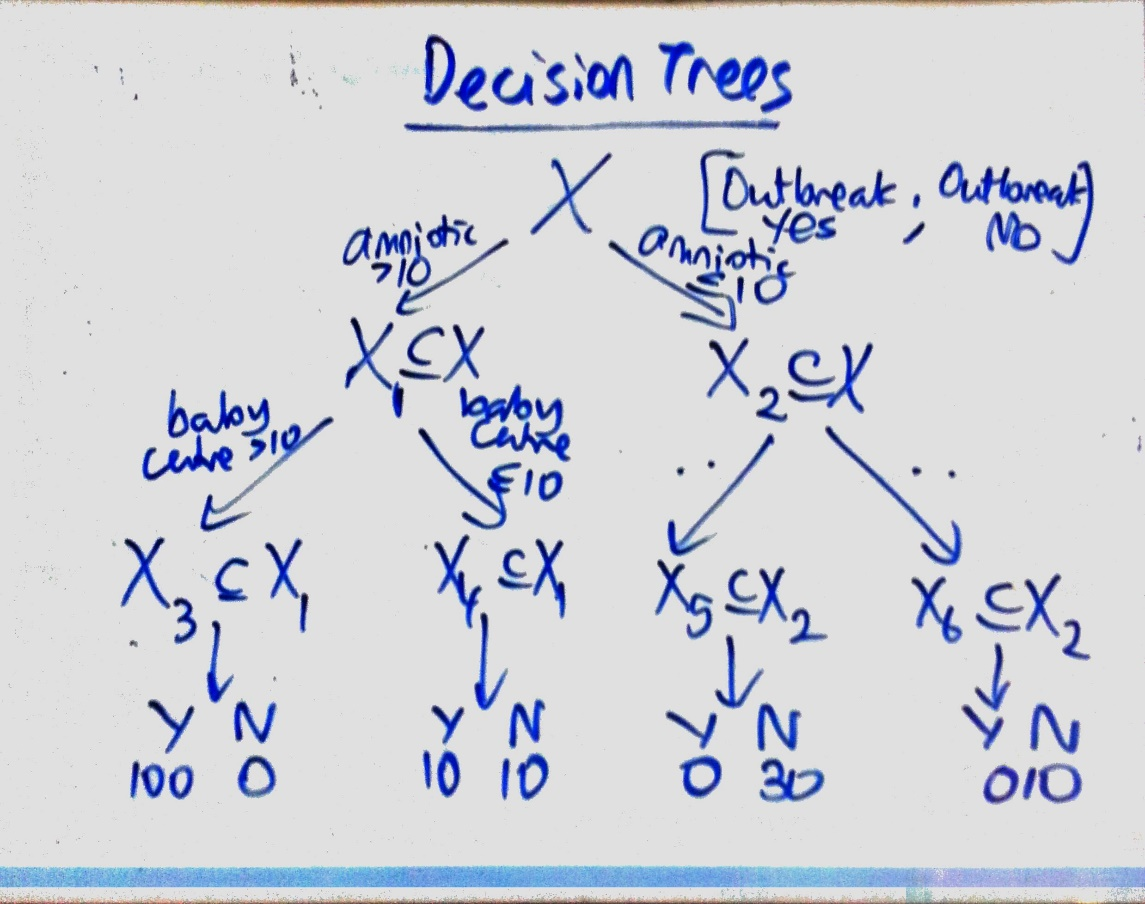 Decision Trees
X [Outbreak, Outbreak
Yes , No]
amniotic
>10
amniotic
≤10
X₁⊆X
X₂⊆X
baby
centre >10
baby
centre
≤10
. .
. .
X₃⊆X₁
X₄⊆X₁
X₅⊆X₂
X₆⊆X₂
Y N
100 0
Y N
10 10
Y N
0 30
Y N
0 10